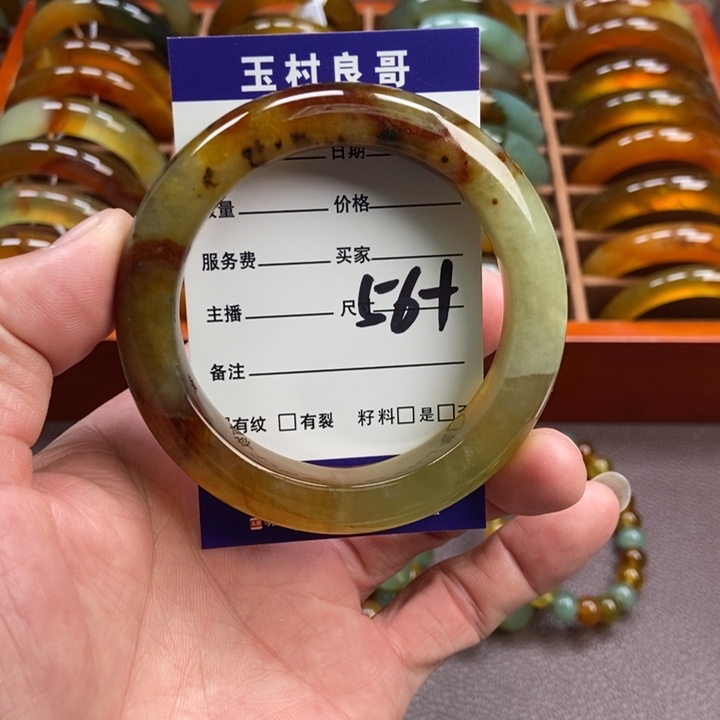 玉村良哥
日期
量 价格
服务费 买家
主播 尺寸 56+
备注
有纹 □有裂 籽料□是□